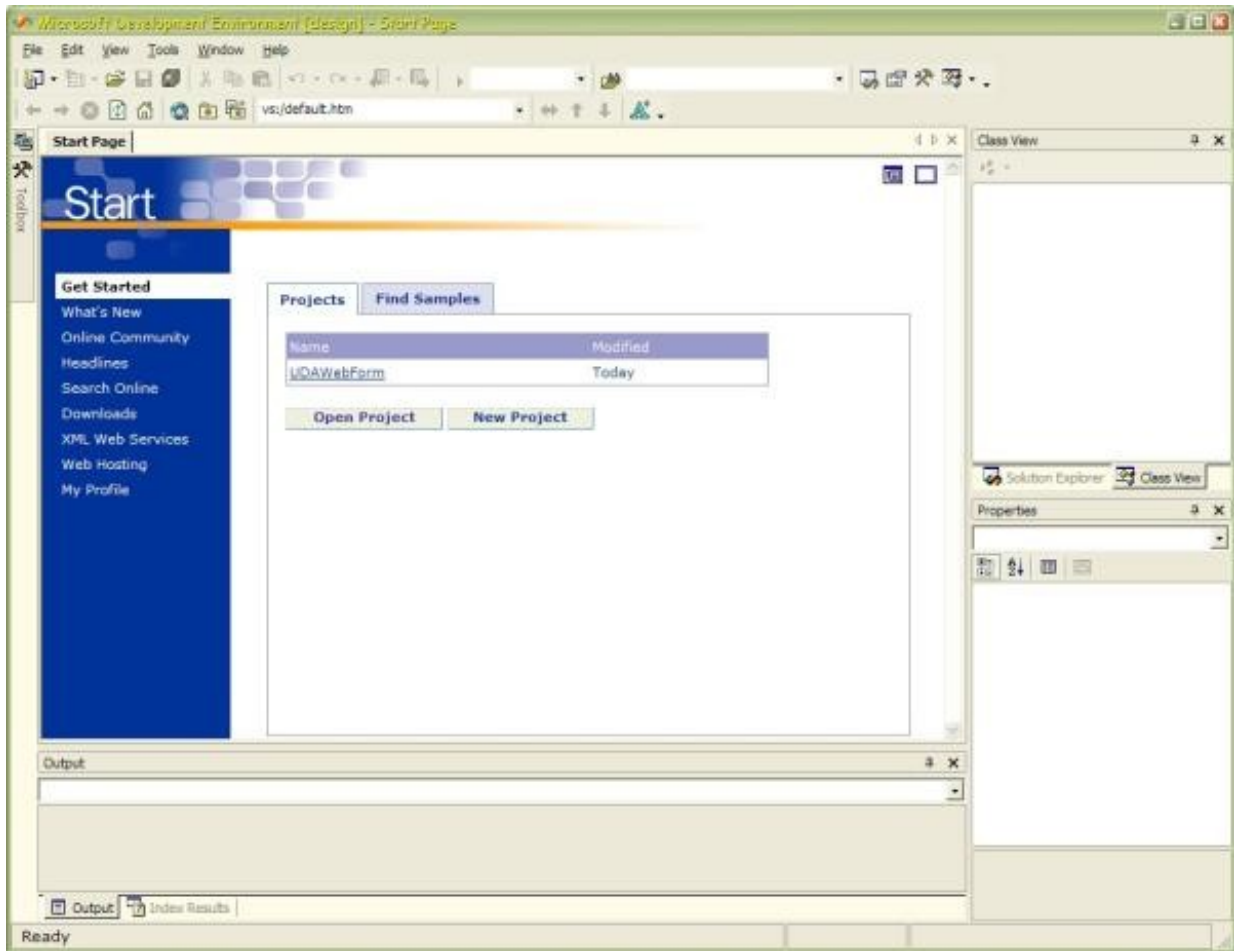 Microsoft Development Environment [design] - Start Page
File Edit View Tools Window Help
vs:/default.htm
Start Page
Class View
Toolbox
Start
Get Started
What's New
Online Community
Headlines
Search Online
Downloads
XML Web Services
Web Hosting
My Profile
Projects Find Samples
Name Modified
UDAWebForm Today
Open Project New Project
Solution Explorer Class View
Properties
Output
Output Index Results
Ready